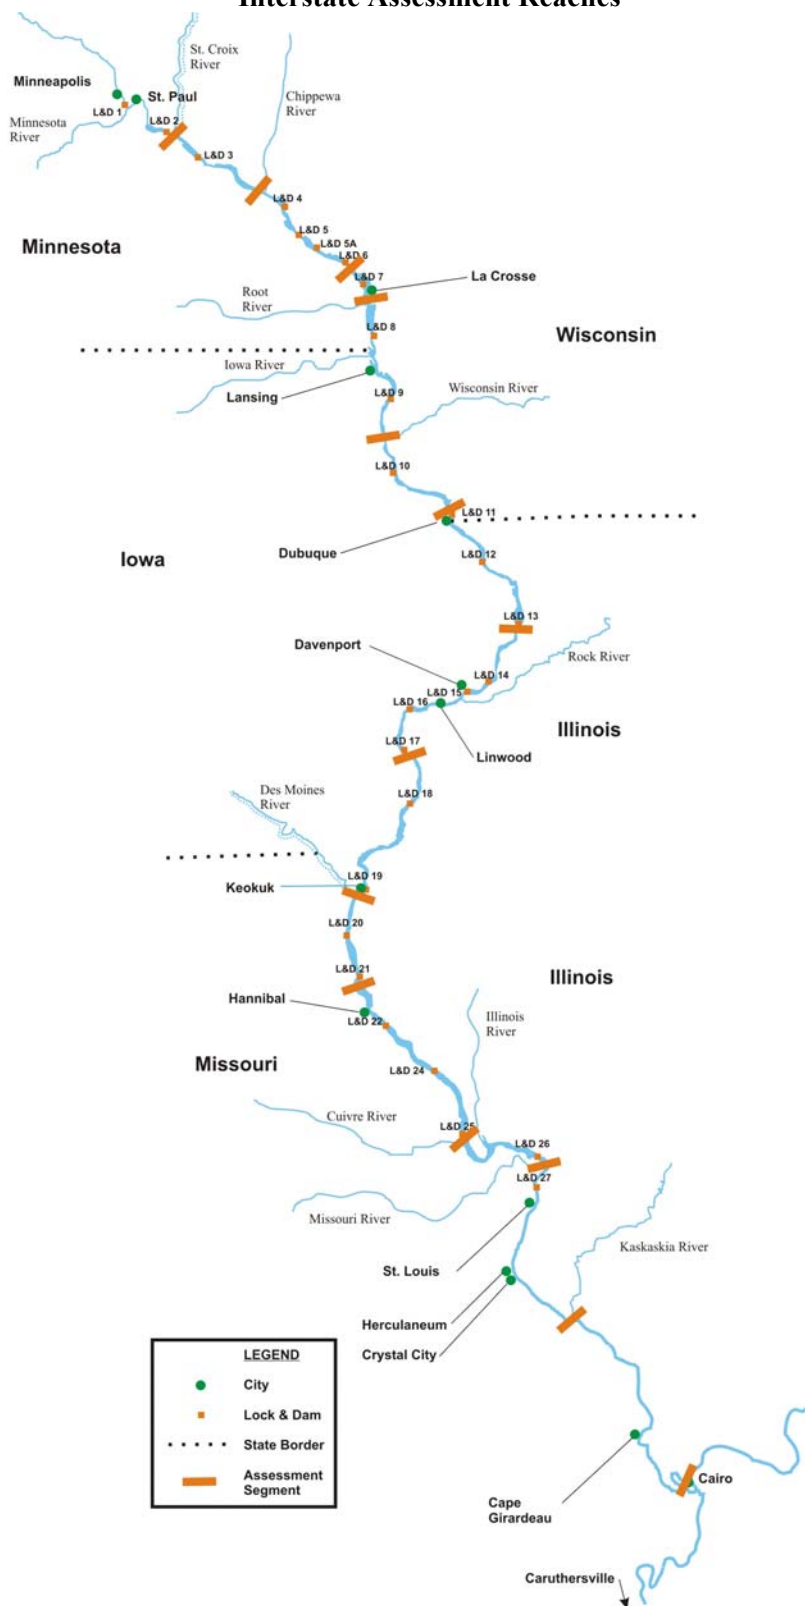 Interstate Assessment Reaches
St. Croix
River
Minneapolis
St. Paul
Chippewa
River
L&D 1
L&D 2
Minnesota
River
L&D 3
L&D 4
L&D 5
L&D 5A
Minnesota
L&D 6
L&D 7
La Crosse
Root
River
L&D 8
Wisconsin
Iowa River
Lansing
L&D 9
Wisconsin River
L&D 10
L&D 11
Dubuque
L&D 12
Iowa
L&D 13
Davenport
Rock River
L&D 14
L&D 15
L&D 16
Illinois
L&D 17
Linwood
Des Moines
River
L&D 18
L&D 19
Keokuk
L&D 20
L&D 21
Illinois
Hannibal
L&D 22
Illinois
River
Missouri
L&D 24
Cuivre River
L&D 25
L&D 26
L&D 27
Missouri River
Kaskaskia River
St. Louis
Herculaneum
Crystal City
LEGEND
City
Lock & Dam
State Border
Assessment
Segment
Cairo
Cape
Girardeau
Caruthersville